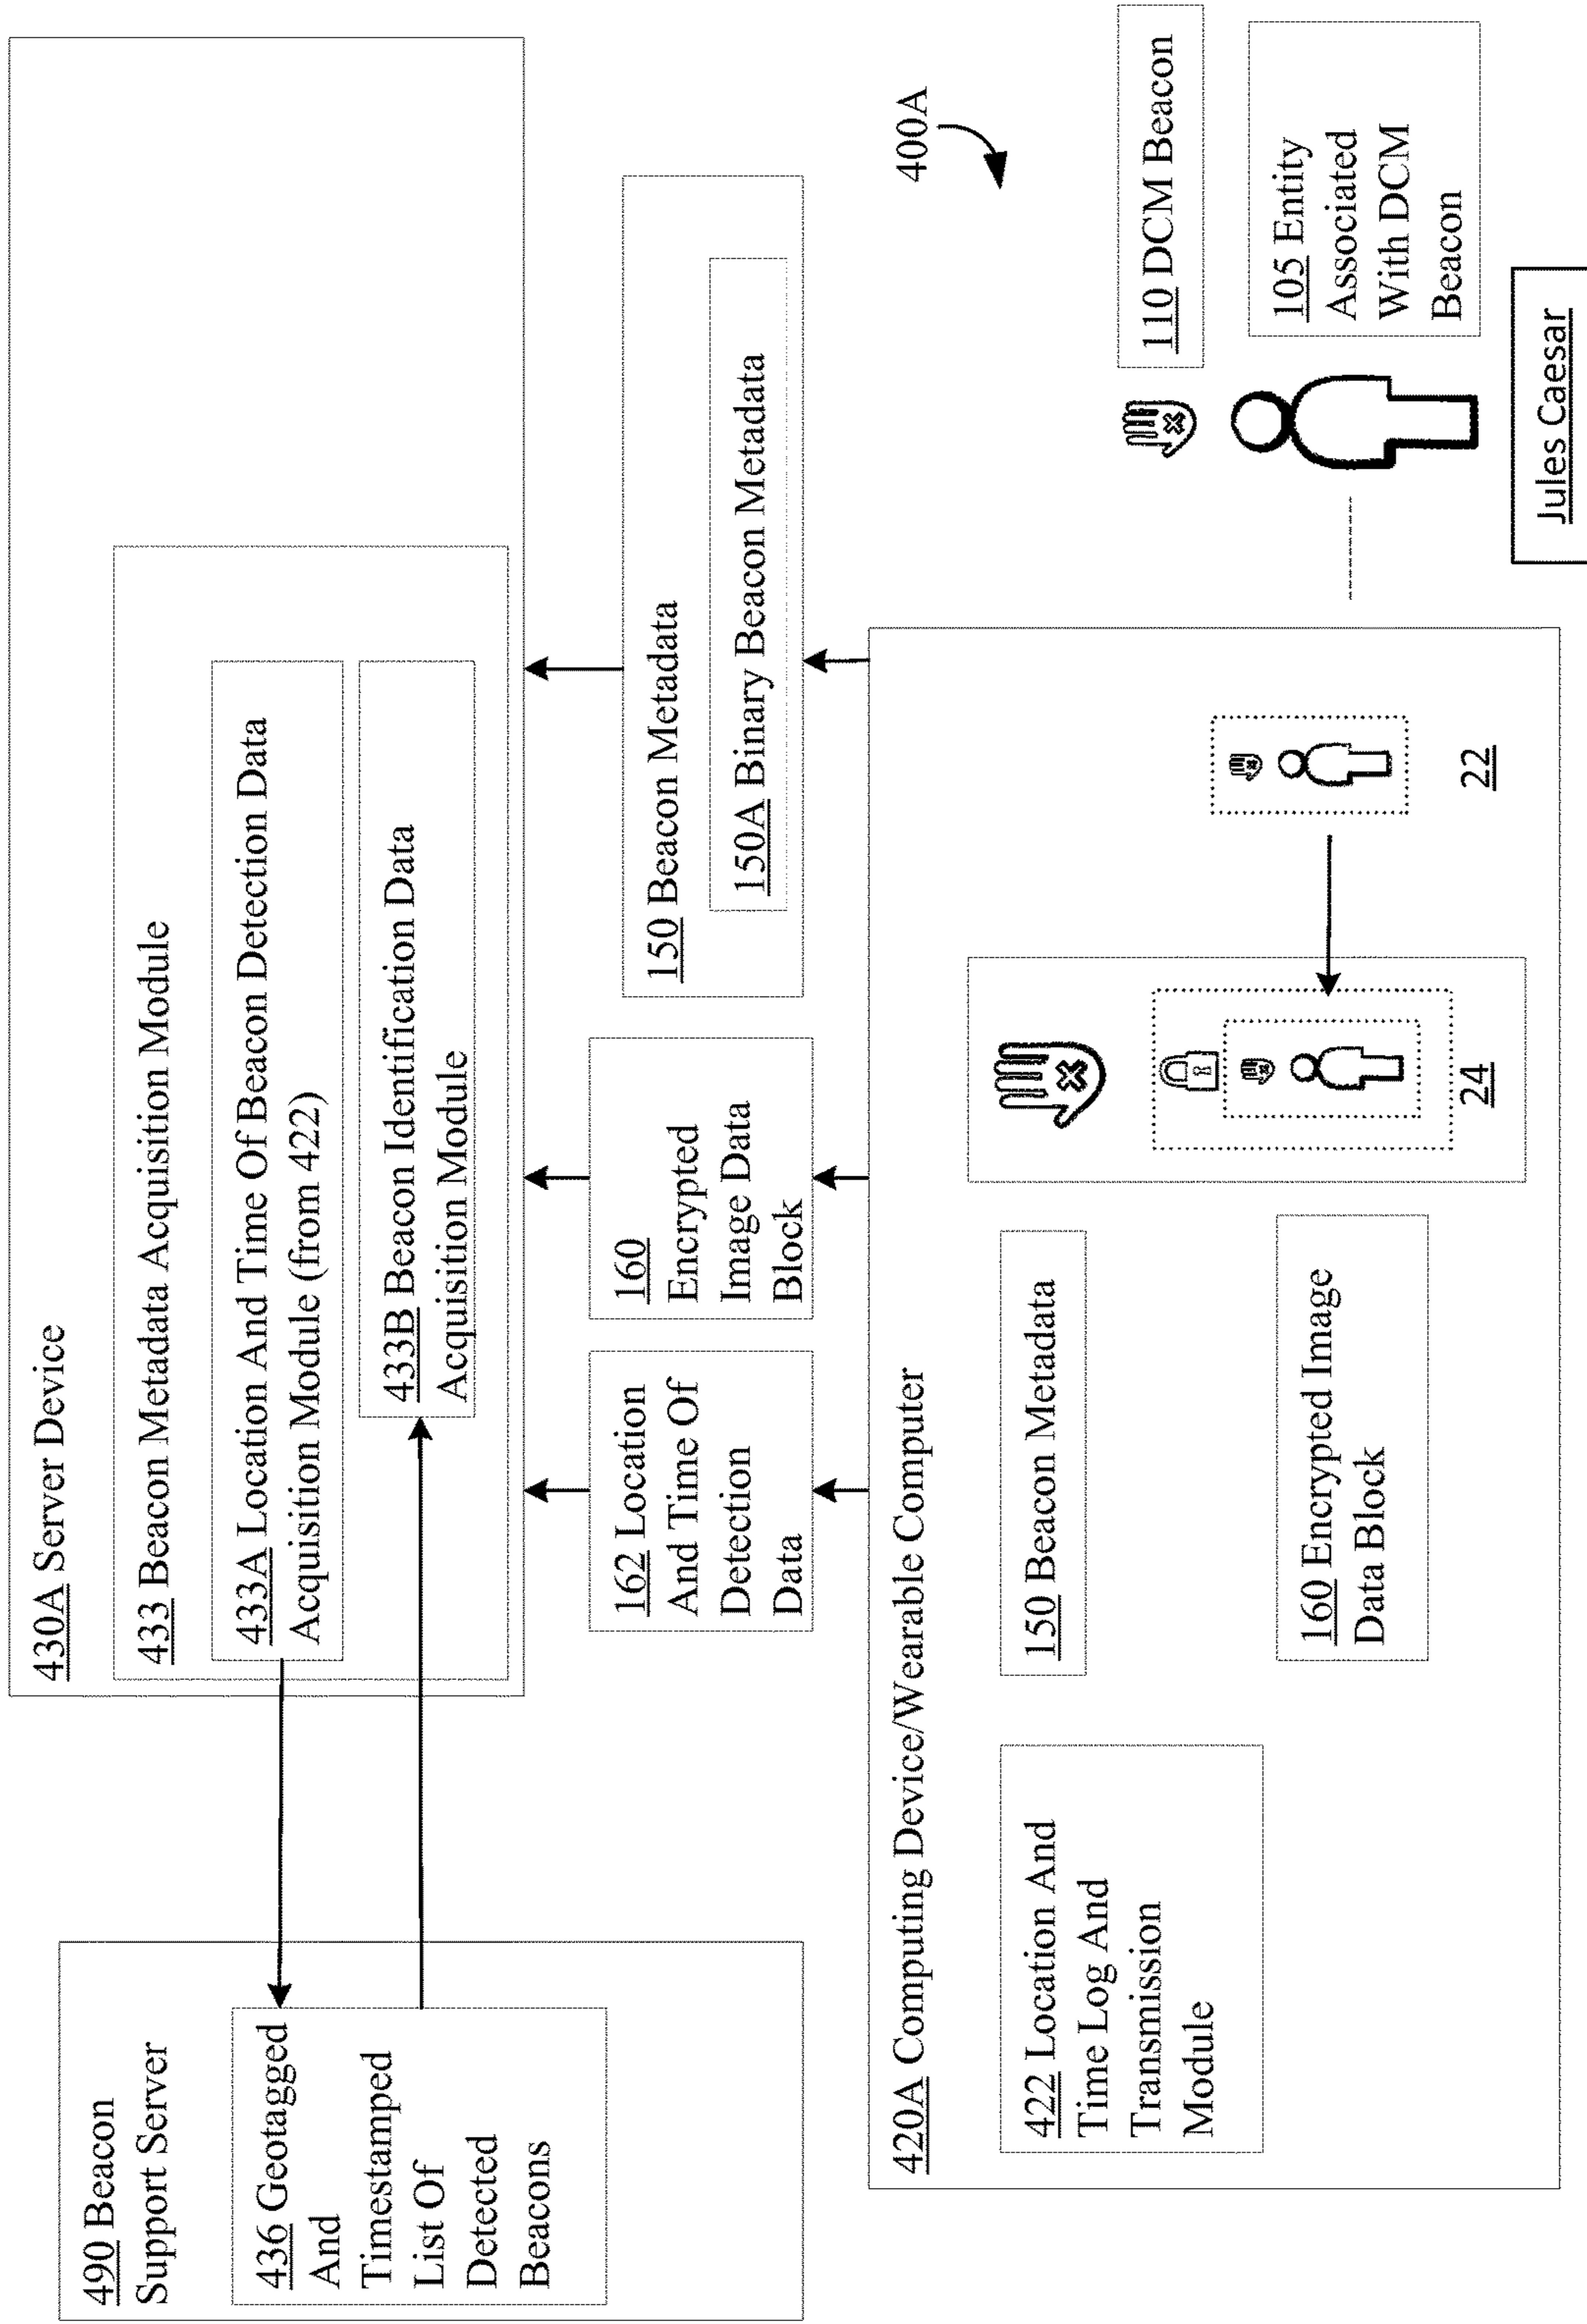 490 Beacon
Support Server
436 Geotagged
And
Timestamped
List Of
Detected
Beacons
430A Server Device
433 Beacon Metadata Acquisition Module
433A Location And Time Of Beacon Detection Data
Acquisition Module (from 422)
433B Beacon Identification Data
Acquisition Module
162 Location
And Time Of
Detection
Data
160
Encrypted
Image Data
Block
150 Beacon Metadata
150A Binary Beacon Metadata
420A Computing Device/Wearable Computer
422 Location And
Time Log And
Transmission
Module
150 Beacon Metadata
160 Encrypted Image
Data Block
24
22
400A
110 DCM Beacon
105 Entity
Associated
With DCM
Beacon
Jules Caesar